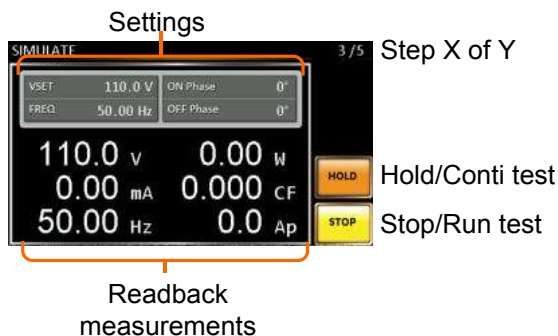 Settings
SIMULATE 3/5 Step X of Y
VSET 110.0 V ON Phase 0°
FREQ 50.00 Hz OFF Phase 0°
110.0 V 0.00 W
HOLD Hold/Conti test
0.00 mA 0.000 CF
50.00 Hz 0.0 Ap
STOP Stop/Run test
Readback
measurements